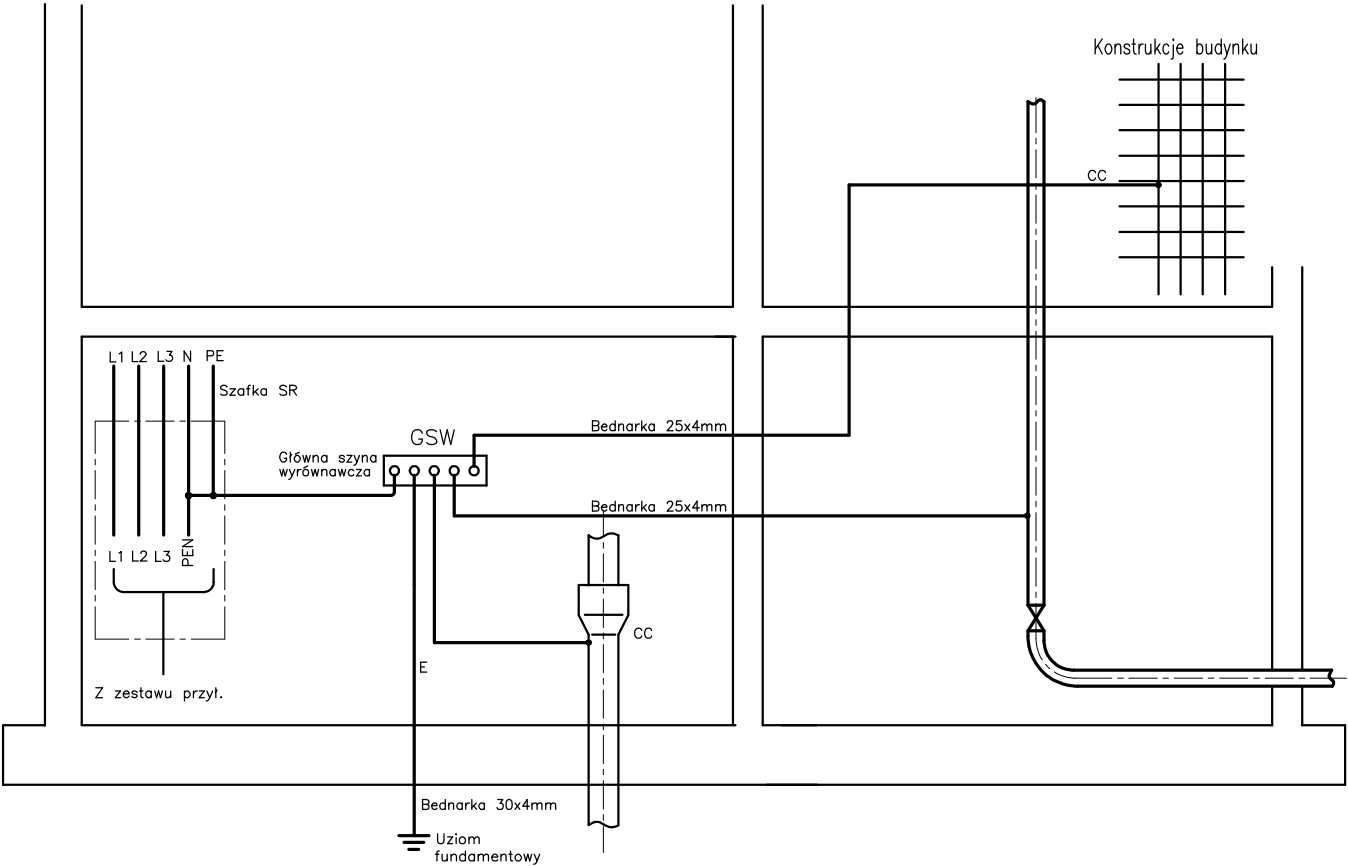 Konstrukcje budynku
CC
L1 L2 L3 N PE
Szafka SR
Bednarka 25x4mm
GSW
Główna szyna
wyrównawcza
Bednarka 25x4mm
L1 L2 L3 PEN
CC
E
Z zestawu przył.
Bednarka 30x4mm
Uziom
fundamentowy